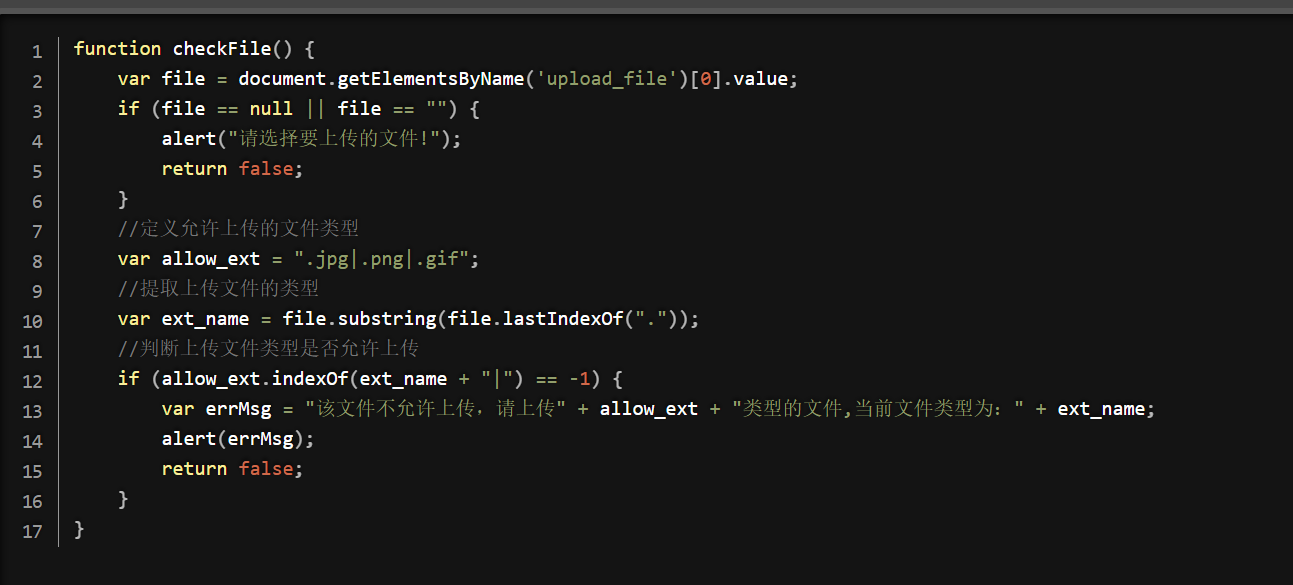 1 function checkFile() {
2     var file = document.getElementsByName('upload_file')[0].value;
3     if (file == null || file == "") {
4         alert("请选择要上传的文件!");
5         return false;
6     }
7     //定义允许上传的文件类型
8     var allow_ext = ".jpg|.png|.gif";
9     //提取上传文件的类型
10     var ext_name = file.substring(file.lastIndexOf("."));
11     //判断上传文件类型是否允许上传
12     if (allow_ext.indexOf(ext_name + "|") == -1) {
13         var errMsg = "该文件不允许上传，请上传" + allow_ext + "类型的文件,当前文件类型为：" + ext_name;
14         alert(errMsg);
15         return false;
16     }
17 }